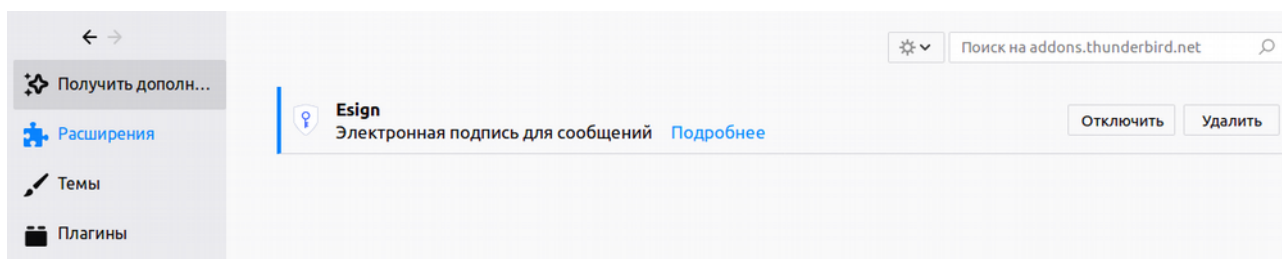 Получить дополн...
Расширения
Темы
Плагины
Поиск на addons.thunderbird.net
Esign
Электронная подпись для сообщений Подробнее
Отключить Удалить